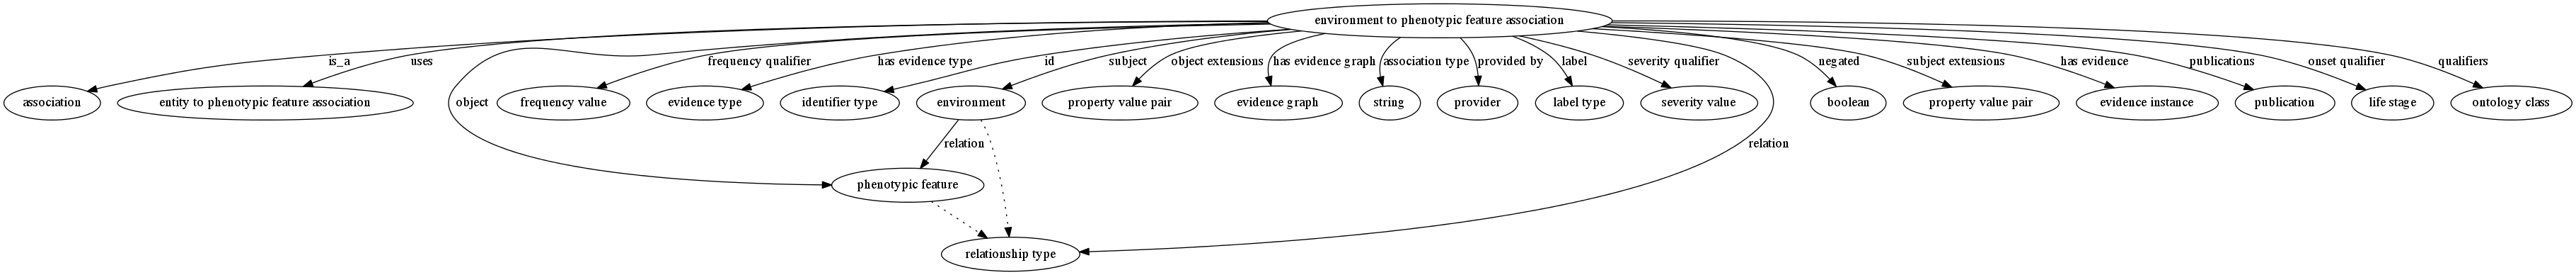 environment to phenotypic feature association
is_a
uses
object
frequency qualifier
has evidence type
id
subject
object extensions
has evidence graph
association type
provided by
label
severity qualifier
relation
negated
subject extensions
has evidence
publications
onset qualifier
qualifiers
association
entity to phenotypic feature association
frequency value
evidence type
identifier type
environment
property value pair
evidence graph
string
provider
label type
severity value
boolean
property value pair
evidence instance
publication
life stage
ontology class
relation
phenotypic feature
relationship type